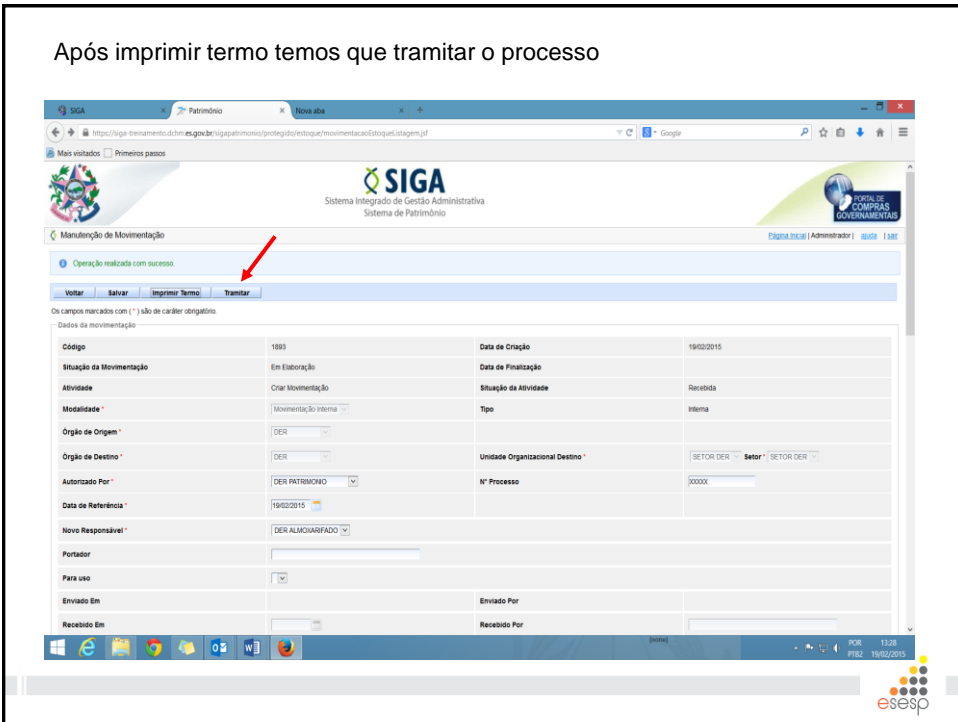 Após imprimir termo temos que tramitar o processo
SIGA × Patrimônio × Nova aba × +
https://siga-treinamento.dchm.es.gov.br/sigapatrimonio/protegido/estoque/movimentacaoEstoqueListagem.jsf Google
Mais visitados Primeiros passos
SIGA
Sistema Integrado de Gestão Administrativa
Sistema de Patrimônio
PORTAL DE
COMPRAS
GOVERNAMENTAIS
Manutenção de Movimentação Página Inicial | Administrador | ajuda | sair
Operação realizada com sucesso.
Voltar Salvar Imprimir Termo Tramitar
Os campos marcados com ( * ) são de caráter obrigatório.
Dados da movimentação
Código 1893 Data de Criação 19/02/2015
Situação da Movimentação Em Elaboração Data de Finalização
Atividade Criar Movimentação Situação da Atividade Recebida
Modalidade * Movimentação Interna Tipo Interna
Órgão de Origem * DER
Órgão de Destino * DER Unidade Organizacional Destino * SETOR DER Setor * SETOR DER
Autorizado Por * DER PATRIMONIO N° Processo XXXXX
Data de Referência * 19/02/2015
Novo Responsável * DER ALMOXARIFADO
Portador
Para uso
Enviado Em Enviado Por
Recebido Em Recebido Por
(none)
POR 13:28
PTB2 19/02/2015
esesp